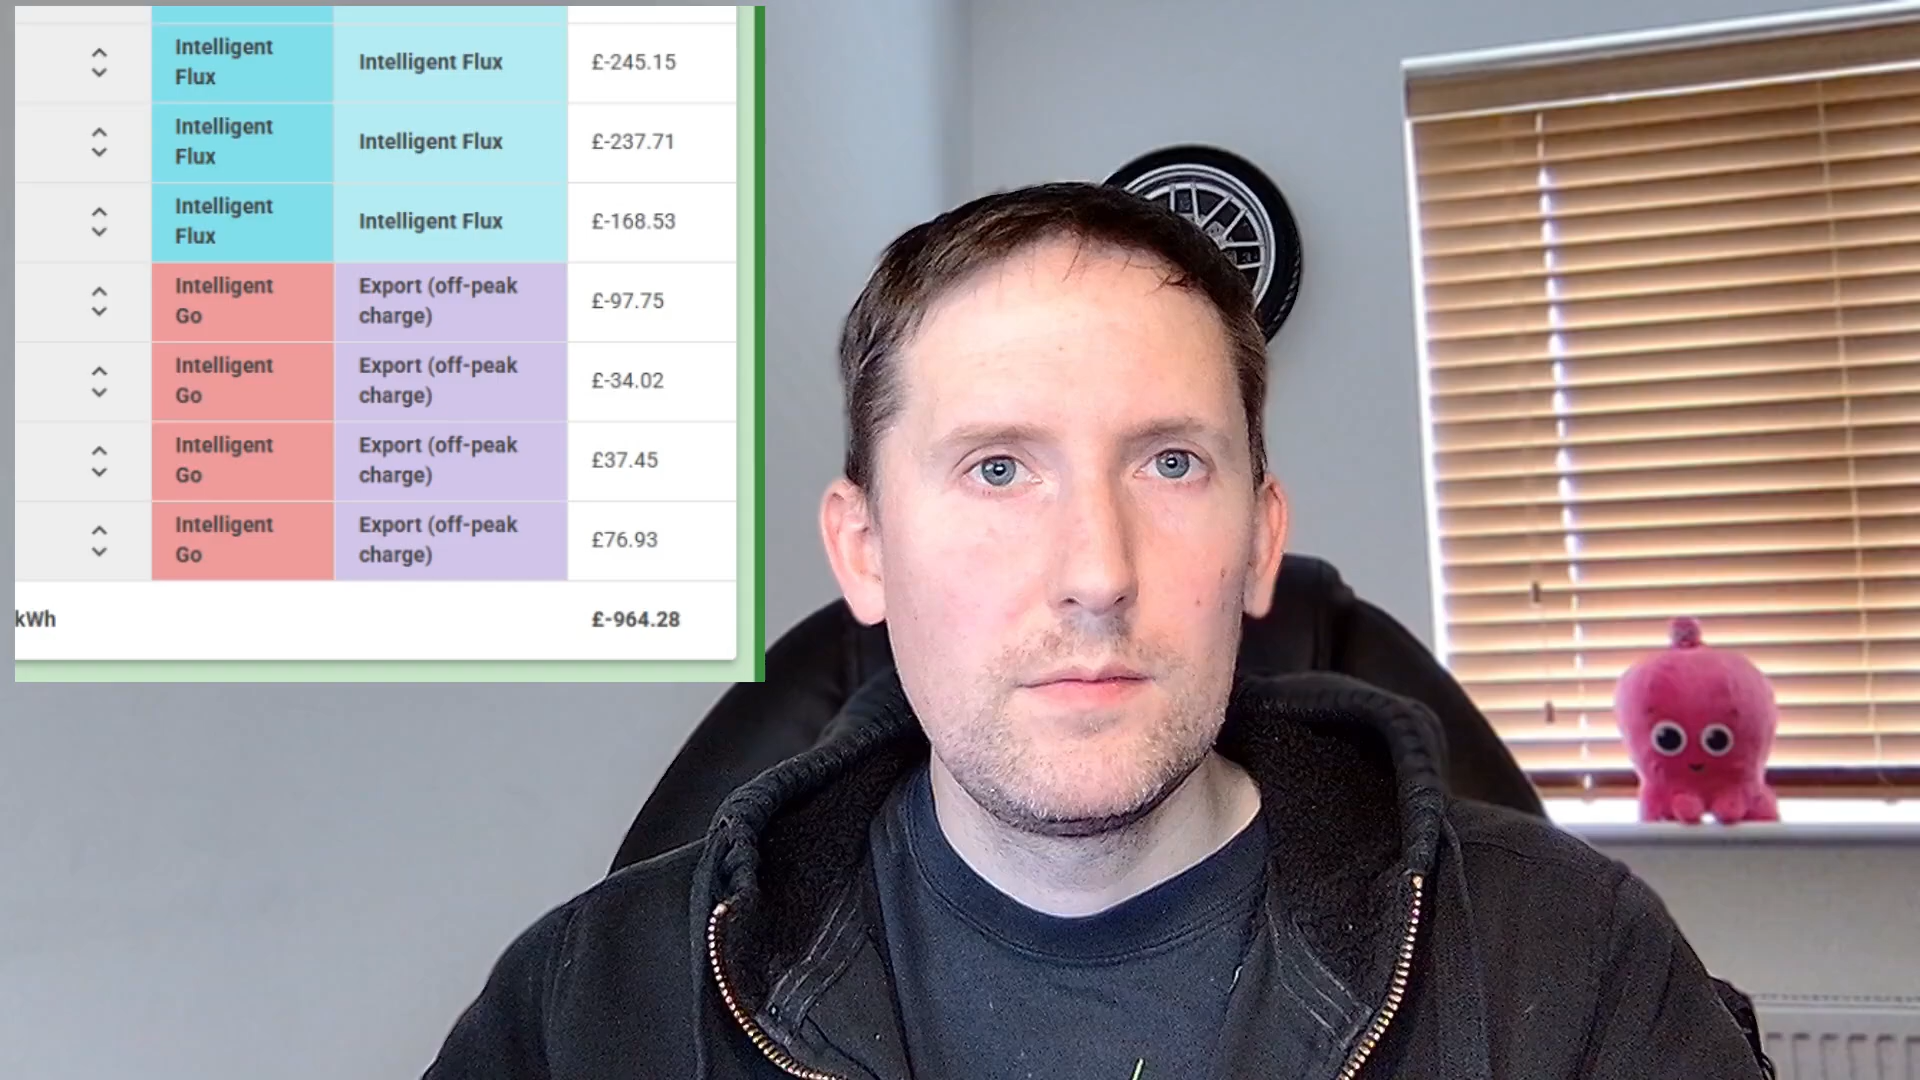 Intelligent
Flux
Intelligent Flux
£-245.15
Intelligent
Flux
Intelligent Flux
£-237.71
Intelligent
Flux
Intelligent Flux
£-168.53
Intelligent
Go
Export (off-peak
charge)
£-97.75
Intelligent
Go
Export (off-peak
charge)
£-34.02
Intelligent
Go
Export (off-peak
charge)
£37.45
Intelligent
Go
Export (off-peak
charge)
£76.93
kWh
£-964.28